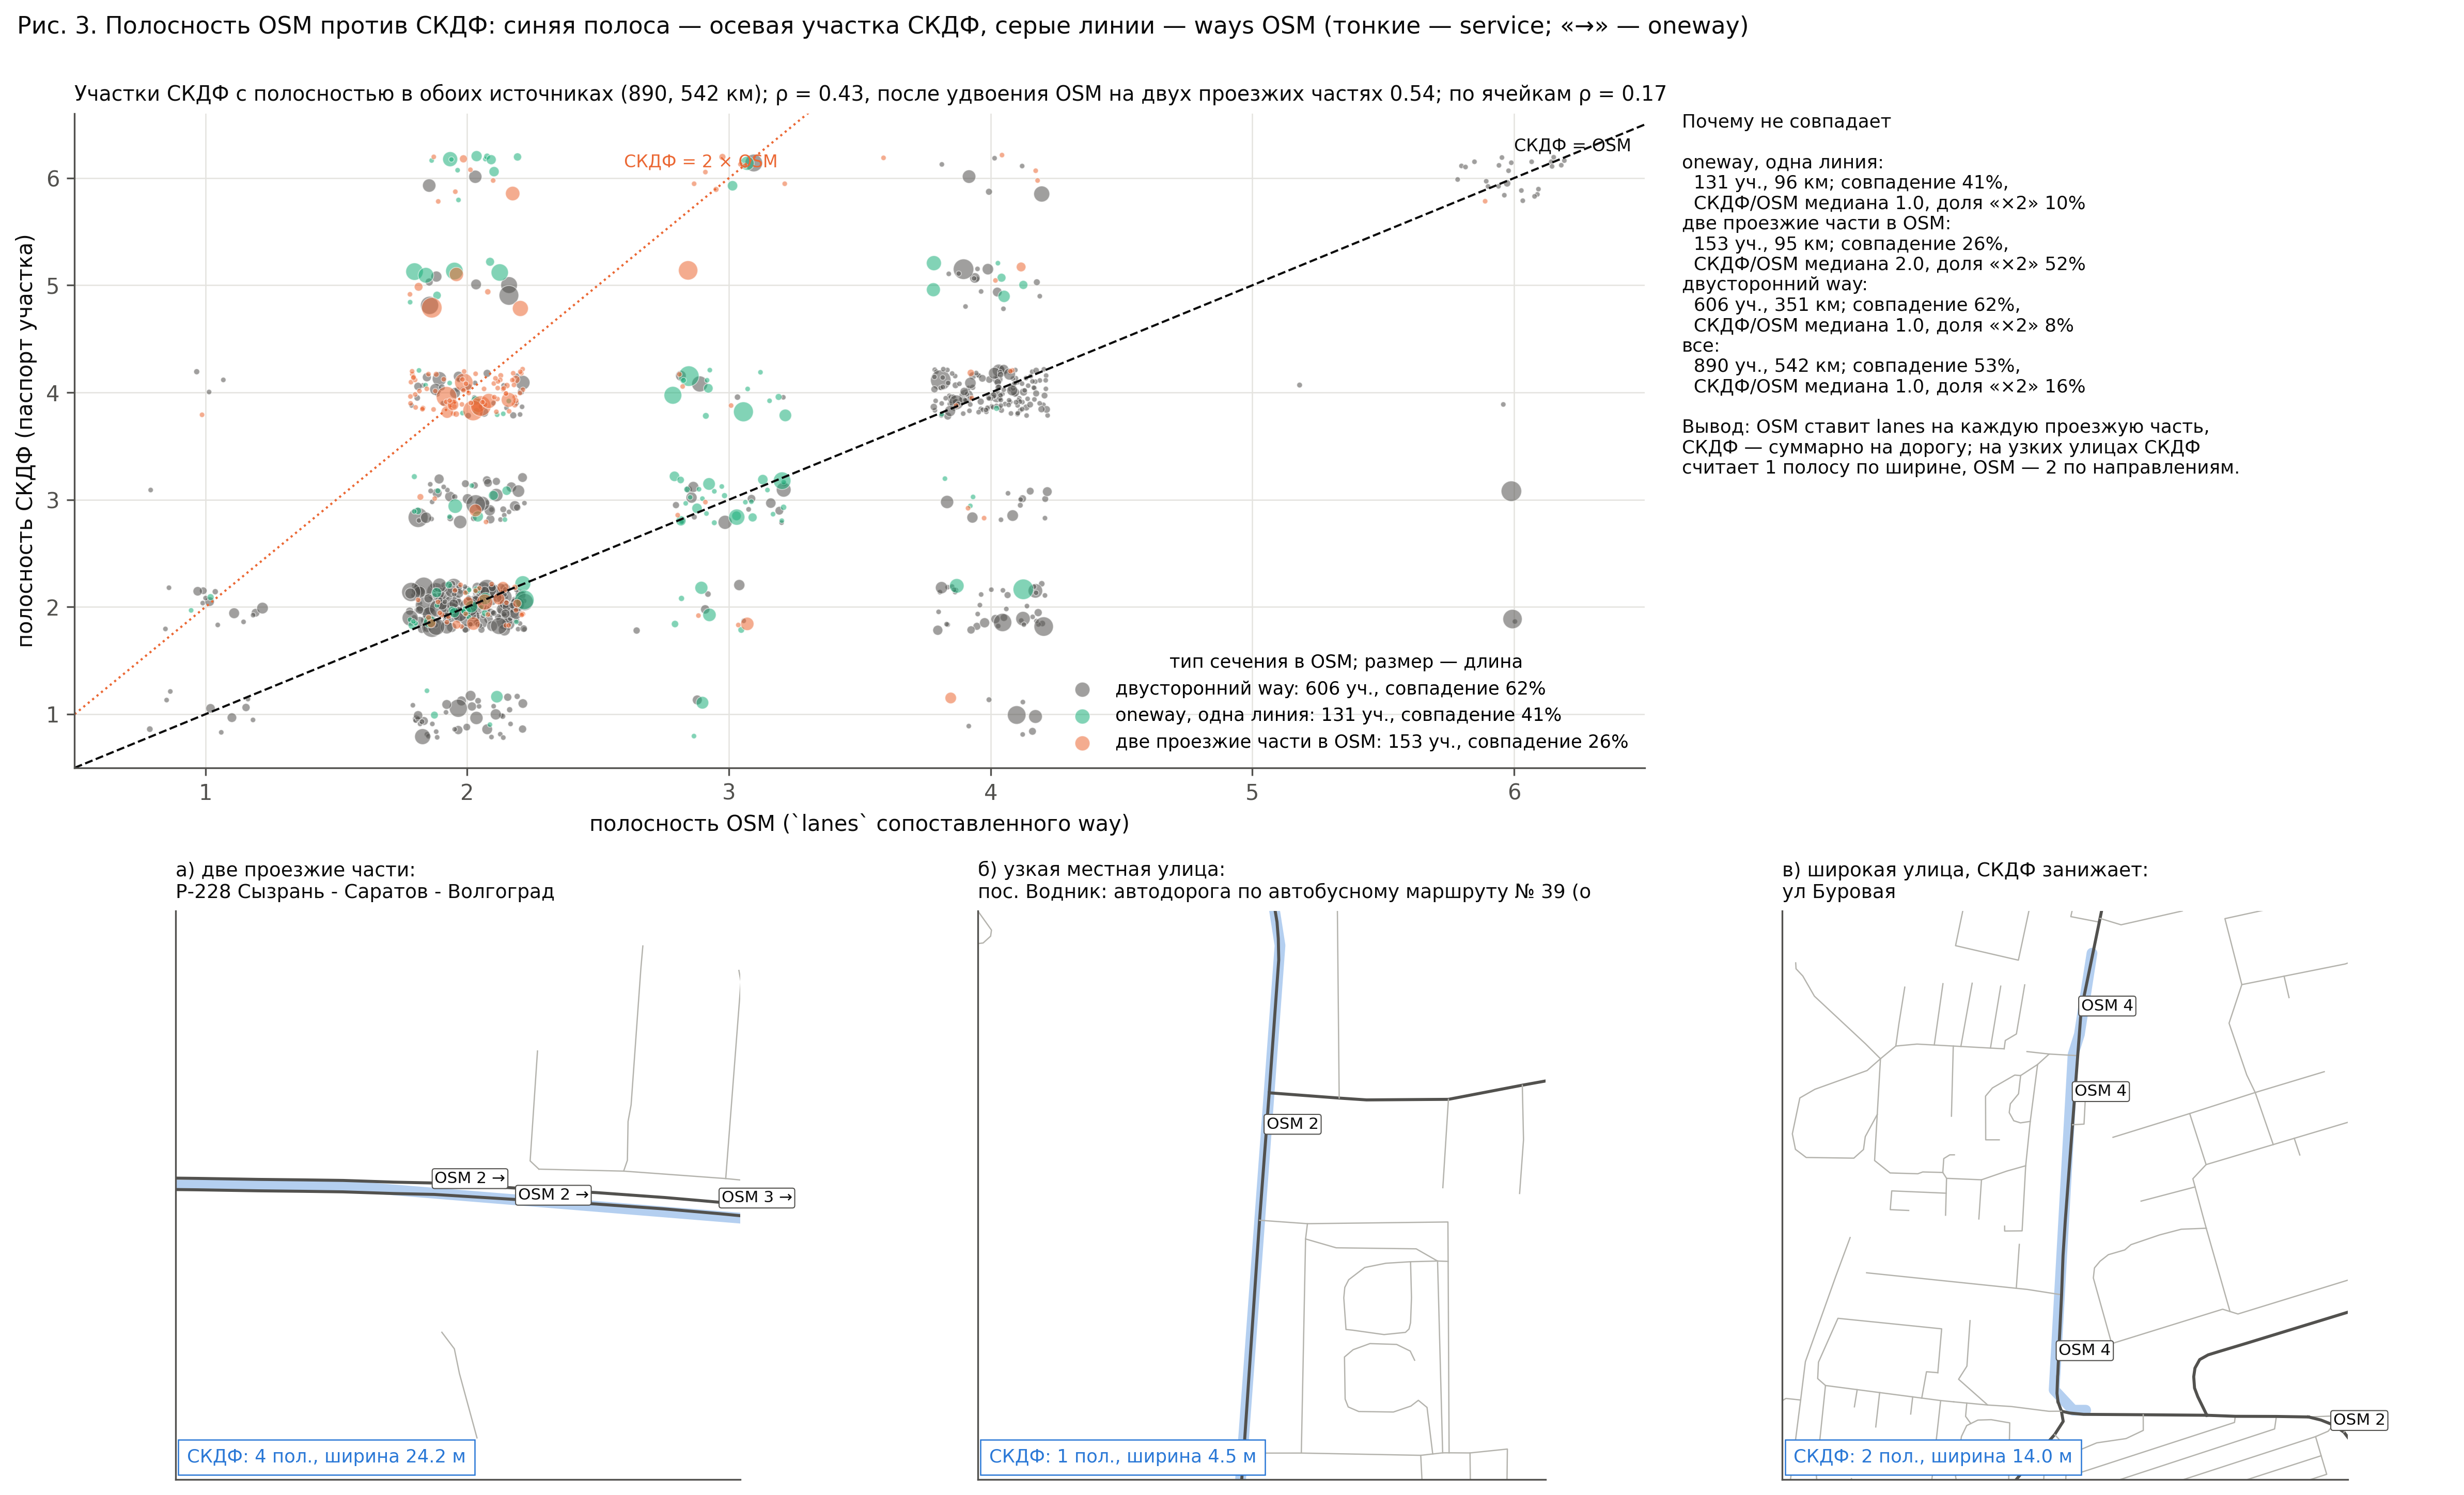 Рис. 3. Полосность OSM против СКДФ: синяя полоса — осевая участка СКДФ, серые линии — ways OSM (тонкие — service; «→» — oneway)
Участки СКДФ с полосностью в обоих источниках (890, 542 км); ρ = 0.43, после удвоения OSM на двух проезжих частях 0.54; по ячейкам ρ = 0.17
полосность СКДФ (паспорт участка)
6
5
4
3
2
1
СКДФ = 2 × OSM
СКДФ = OSM
тип сечения в OSM; размер — длина
двусторонний way: 606 уч., совпадение 62%
oneway, одна линия: 131 уч., совпадение 41%
две проезжие части в OSM: 153 уч., совпадение 26%
1 2 3 4 5 6
полосность OSM (`lanes` сопоставленного way)
Почему не совпадает
oneway, одна линия:
131 уч., 96 км; совпадение 41%,
СКДФ/OSM медиана 1.0, доля «×2» 10%
две проезжие части в OSM:
153 уч., 95 км; совпадение 26%,
СКДФ/OSM медиана 2.0, доля «×2» 52%
двусторонний way:
606 уч., 351 км; совпадение 62%,
СКДФ/OSM медиана 1.0, доля «×2» 8%
все:
890 уч., 542 км; совпадение 53%,
СКДФ/OSM медиана 1.0, доля «×2» 16%
Вывод: OSM ставит lanes на каждую проезжую часть,
СКДФ — суммарно на дорогу; на узких улицах СКДФ
считает 1 полосу по ширине, OSM — 2 по направлениям.
а) две проезжие части:
Р-228 Сызрань - Саратов - Волгоград
OSM 2 →
OSM 2 →
OSM 3 →
СКДФ: 4 пол., ширина 24.2 м
б) узкая местная улица:
пос. Водник: автодорога по автобусному маршруту № 39 (о
OSM 2
СКДФ: 1 пол., ширина 4.5 м
в) широкая улица, СКДФ занижает:
ул Буровая
OSM 4
OSM 4
OSM 4
OSM 2
СКДФ: 2 пол., ширина 14.0 м